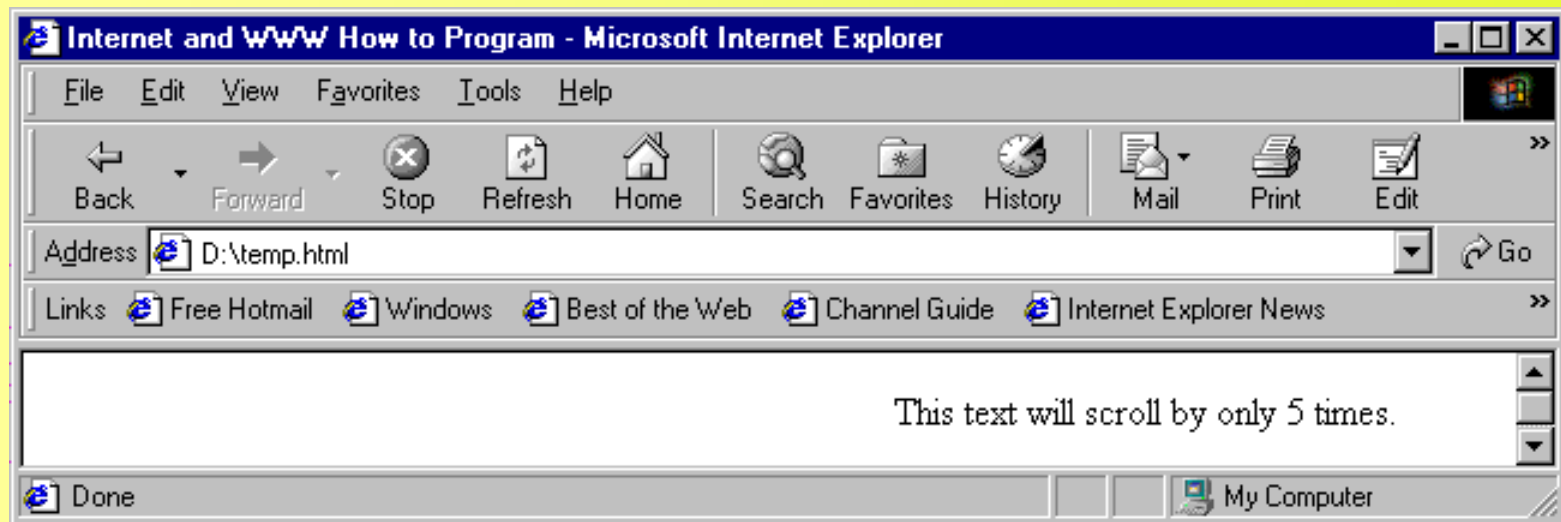 Internet and WWW How to Program - Microsoft Internet Explorer
File Edit View Favorites Tools Help
Back Forward Stop Refresh Home Search Favorites History Mail Print Edit »
Address D:\temp.html Go
Links Free Hotmail Windows Best of the Web Channel Guide Internet Explorer News »
This text will scroll by only 5 times.
Done My Computer